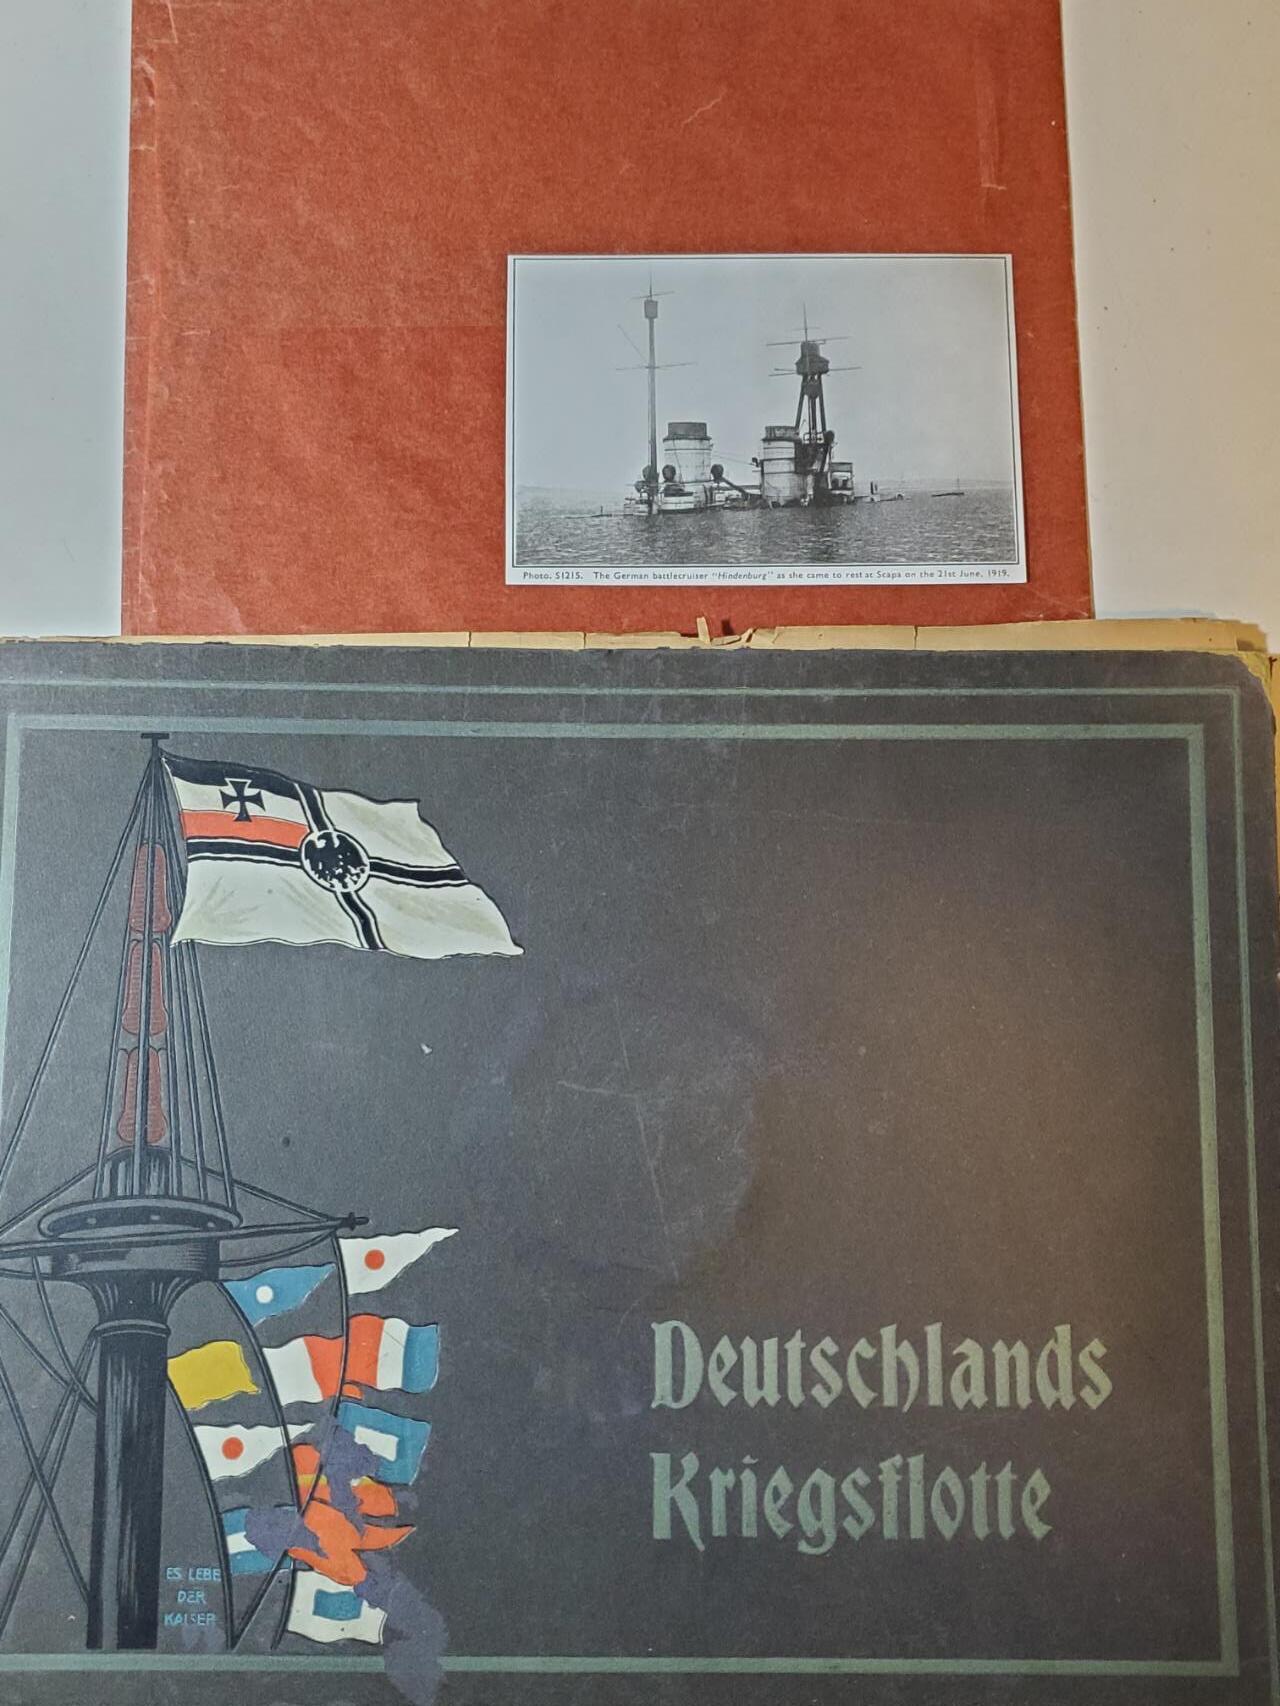 Photo. S1215. The German battlecruiser "Hindenburg" as she came to rest at Scapa on the 21st June, 1919.
Deutschlands
Kriegsflotte
ES LEBE
DER
KAISER